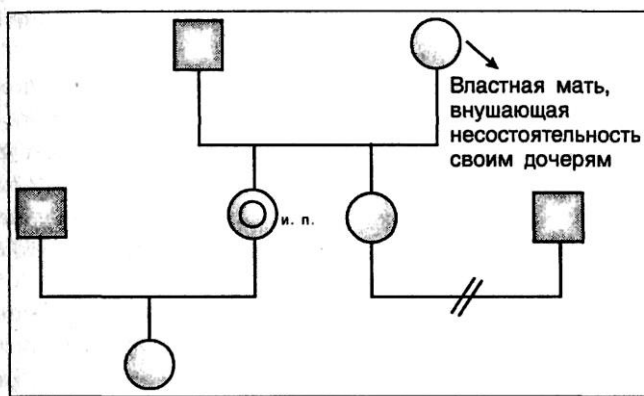 Властная мать,
внушающая
несостоятельность
своим дочерям
и. п.